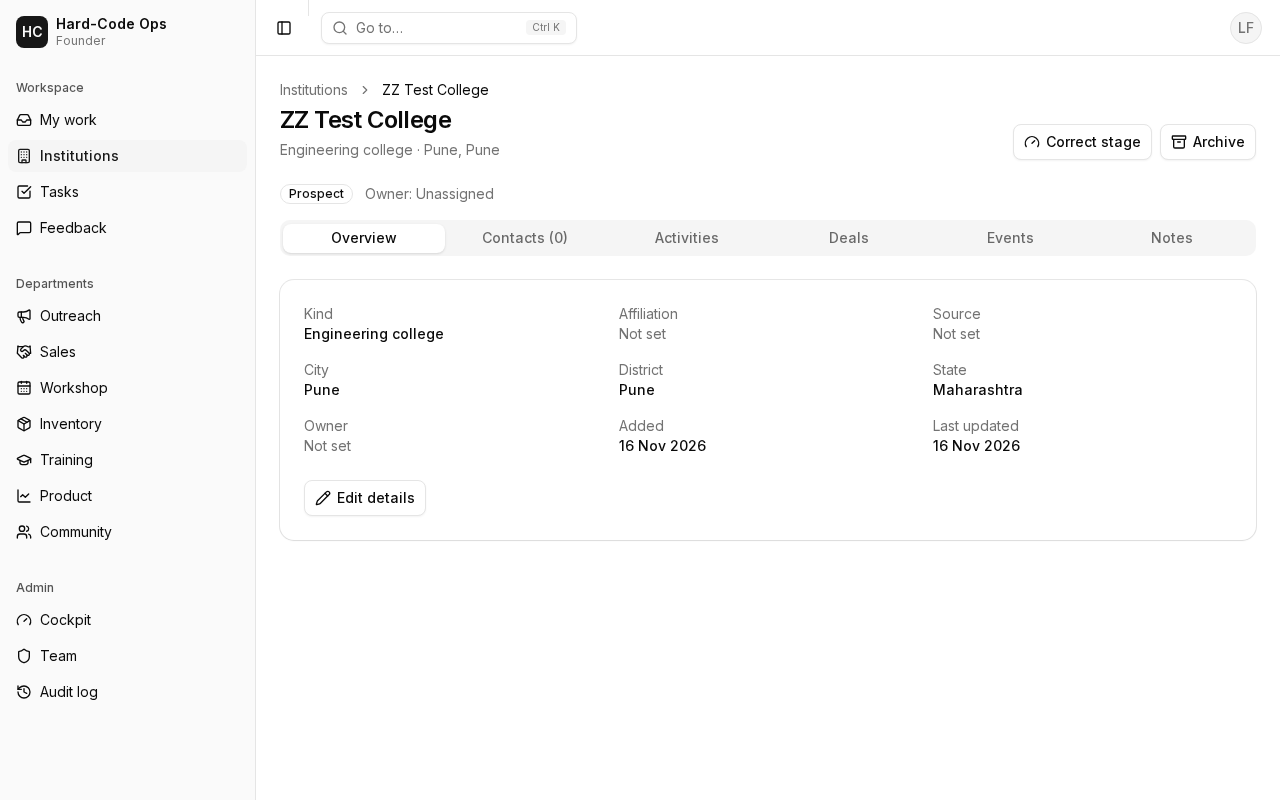 HC
Hard-Code Ops
Founder
Go to...
Ctrl K
LF
Workspace
My work
Institutions
Tasks
Feedback
Departments
Outreach
Sales
Workshop
Inventory
Training
Product
Community
Admin
Cockpit
Team
Audit log
Institutions > ZZ Test College
ZZ Test College
Engineering college · Pune, Pune
Correct stage
Archive
Prospect
Owner: Unassigned
Overview
Contacts (0)
Activities
Deals
Events
Notes
Kind
Engineering college
Affiliation
Not set
Source
Not set
City
Pune
District
Pune
State
Maharashtra
Owner
Not set
Added
16 Nov 2026
Last updated
16 Nov 2026
Edit details